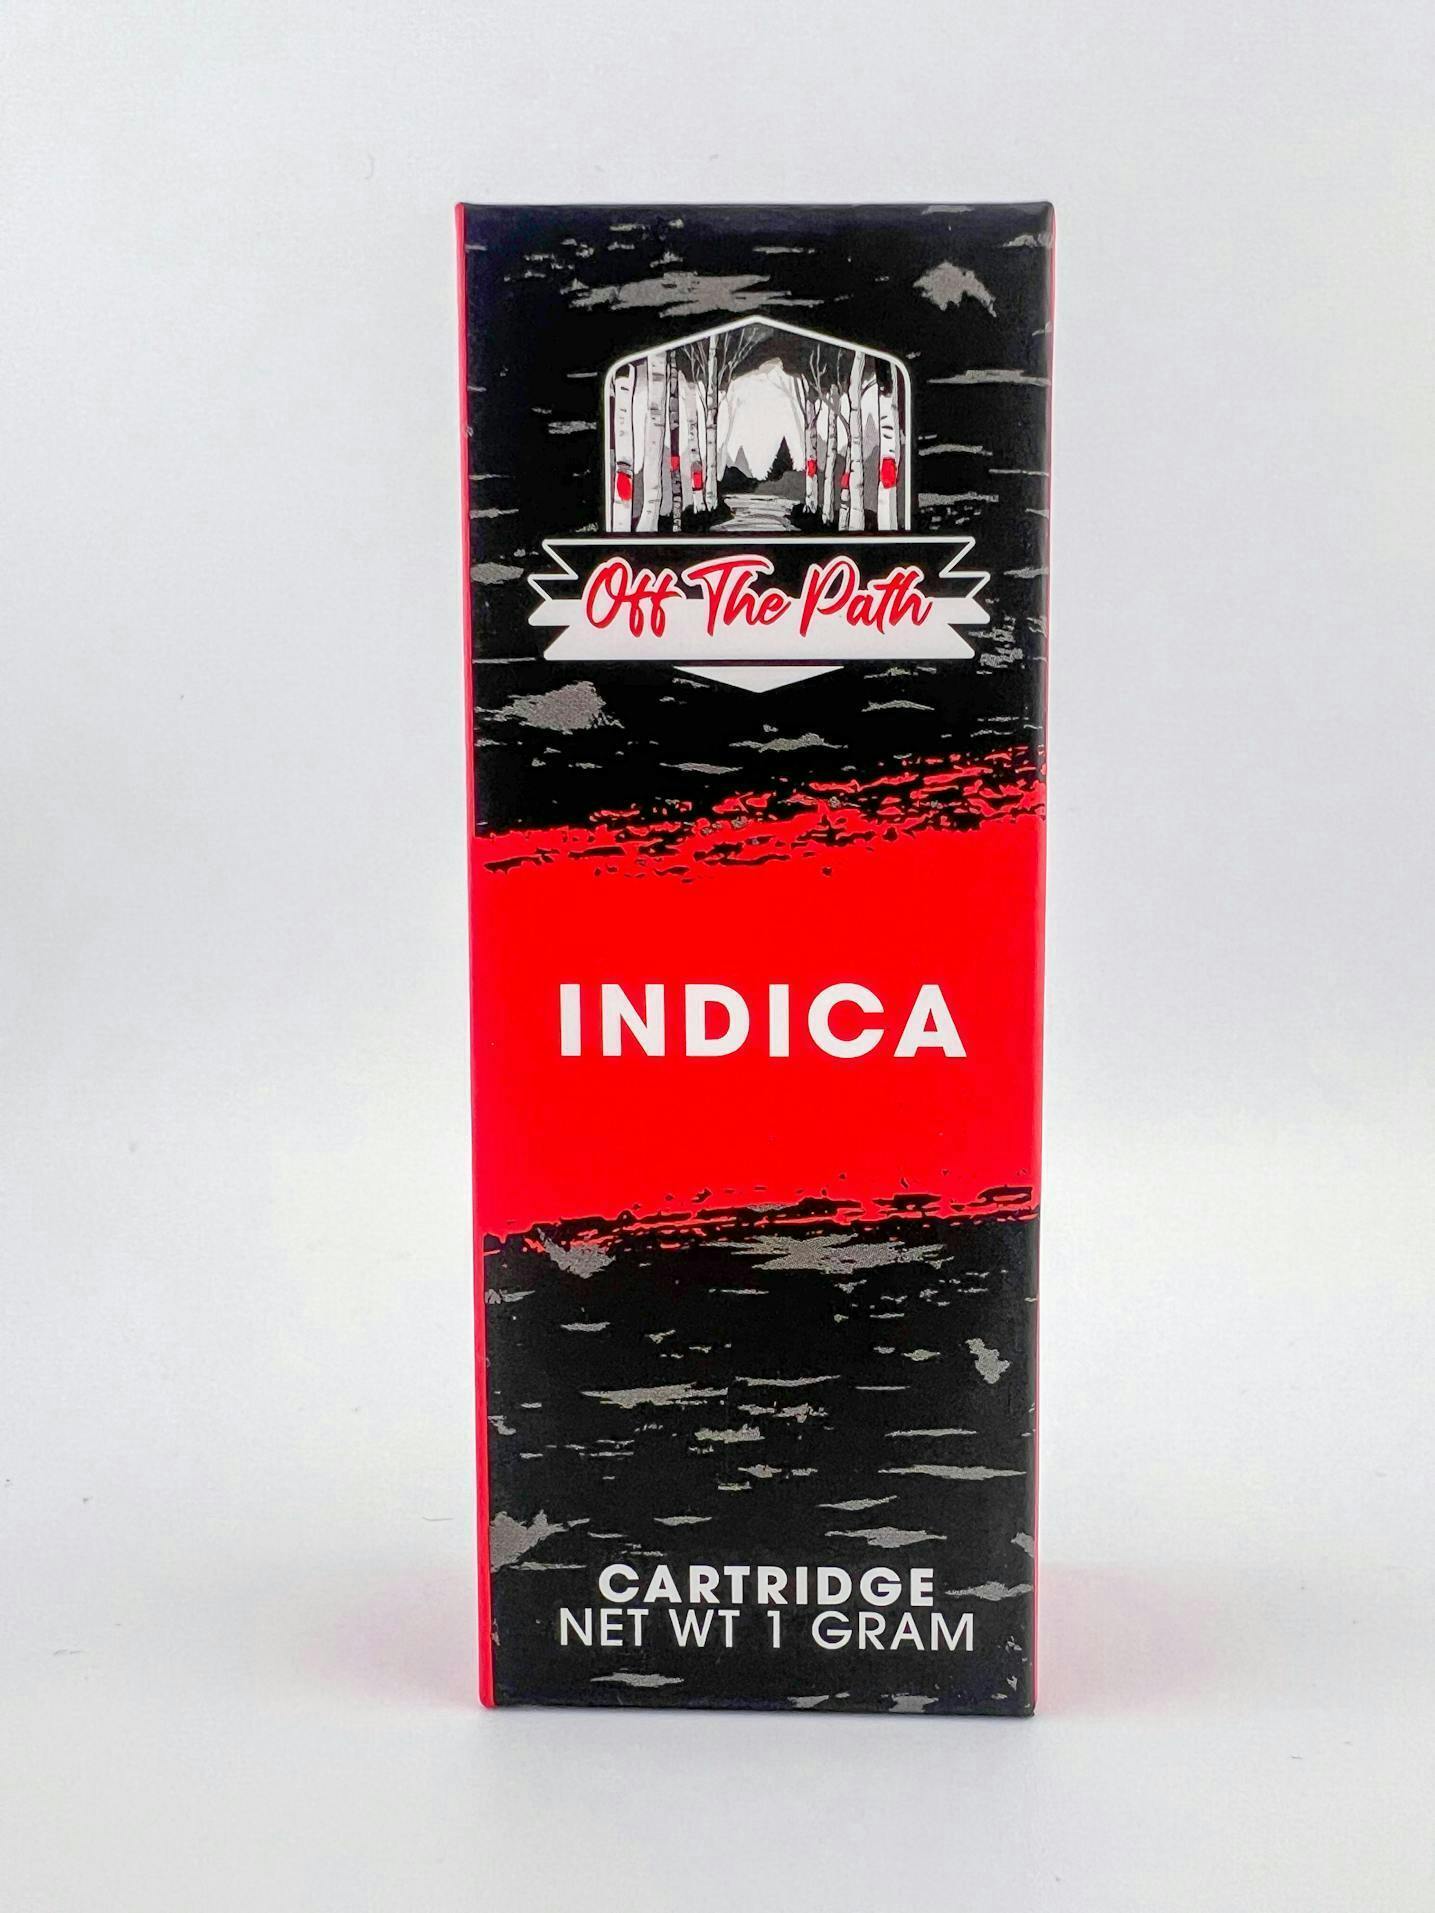 Off The Path
INDICA
CARTRIDGE
NET WT 1 GRAM